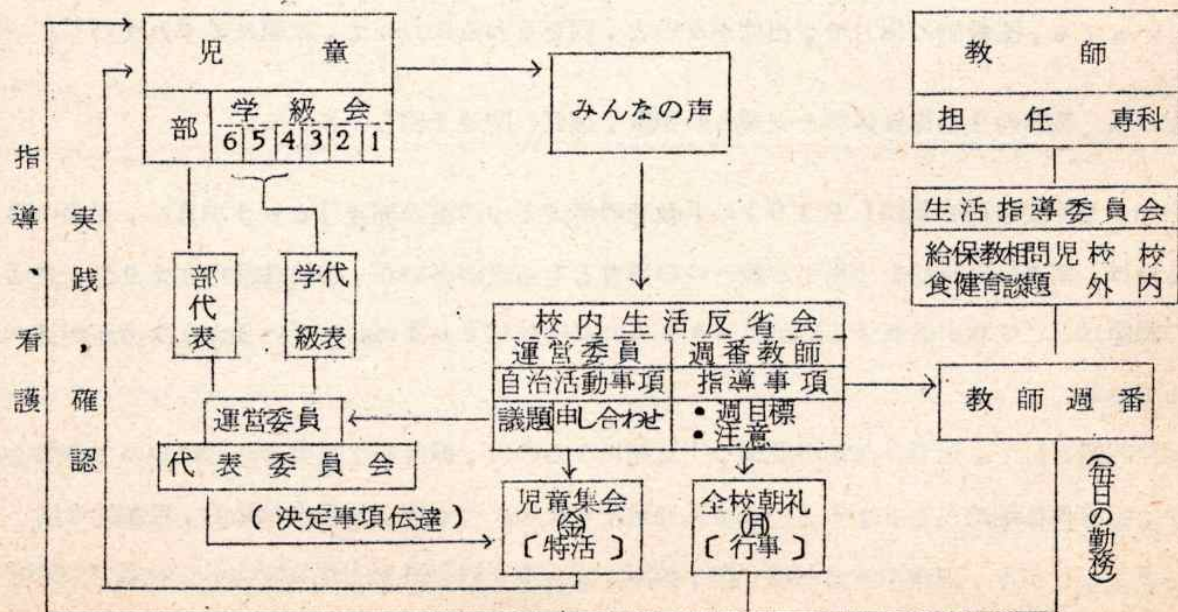 児童
部
学級会
6 5 4 3 2 1
みんなの声
教師
担任 専科
生活指導委員会
給食 保健 教育 相談 問題 児 校外 校内
指導、看護
実践，確認
部代表
学級代表
運営委員
代表委員会
（決定事項伝達）
校内生活反省会
運営委員 週番教師
自治活動事項 指導事項
議題申し合わせ
・週目標
・注意
教師週番
（毎日の勤務）
児童集会
(金)
〔特活〕
全校朝礼
(月)
〔行事〕